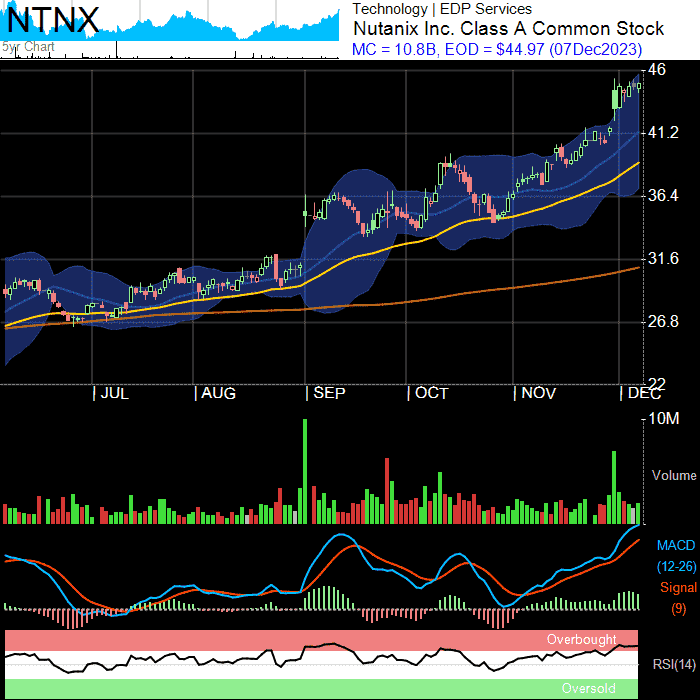 NTNX
5yr Chart
Technology | EDP Services
Nutanix Inc. Class A Common Stock
MC = 10.8B, EOD = $44.97 (07Dec2023)
46
41.2
36.4
31.6
26.8
22
| JUL | AUG | SEP | OCT | NOV | DEC
10M
Volume
MACD
(12-26)
Signal
(9)
Overbought
RSI(14)
Oversold